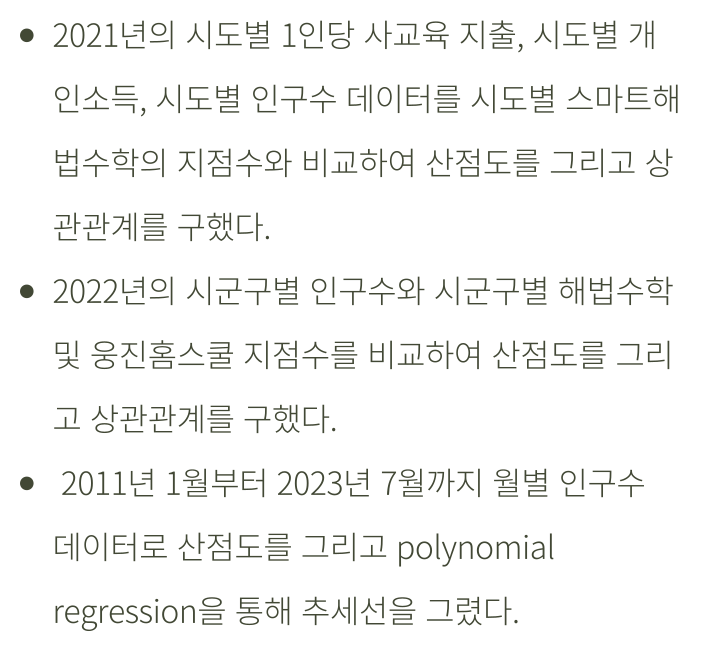 ● 2021년의 시도별 1인당 사교육 지출, 시도별 개
인소득, 시도별 인구수 데이터를 시도별 스마트해
법수학의 지점수와 비교하여 산점도를 그리고 상
관관계를 구했다.
● 2022년의 시군구별 인구수와 시군구별 해법수학
및 웅진홈스쿨 지점수를 비교하여 산점도를 그리
고 상관관계를 구했다.
● 2011년 1월부터 2023년 7월까지 월별 인구수
데이터로 산점도를 그리고 polynomial
regression을 통해 추세선을 그렸다.